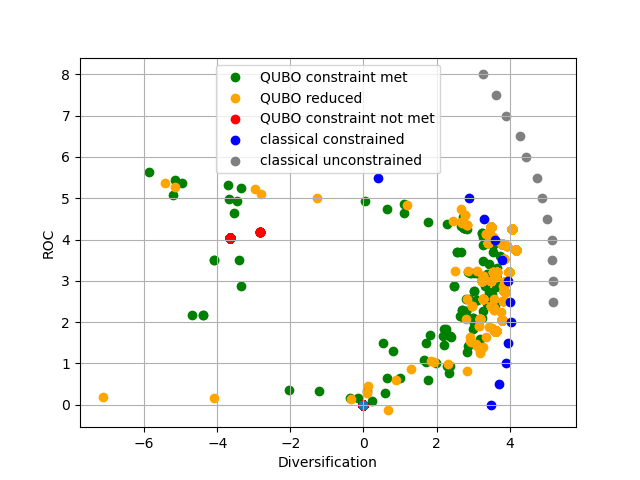 8
7
6
5
4
3
2
1
0
ROC
QUBO constraint met
QUBO reduced
QUBO constraint not met
classical constrained
classical unconstrained
−6 −4 −2 0 2 4
Diversification